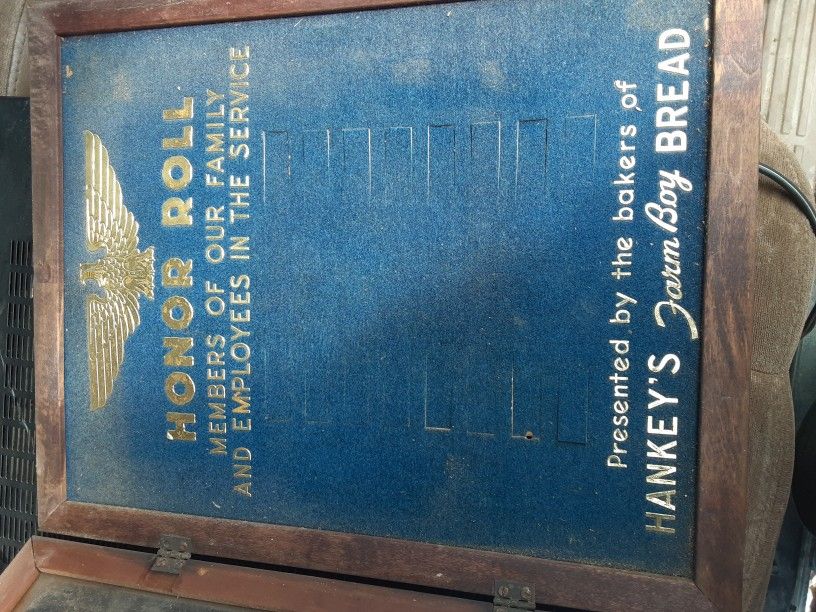 HONOR ROLL
MEMBERS OF OUR FAMILY
AND EMPLOYEES IN THE SERVICE
Presented by the bakers of
HANKEY'S Farm Boy BREAD